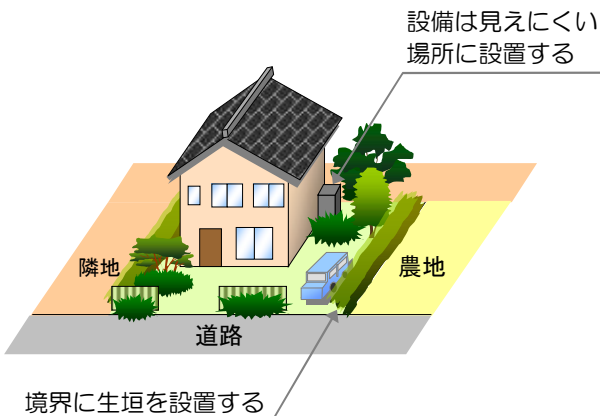 設備は見えにくい
場所に設置する
隣地
農地
道路
境界に生垣を設置する